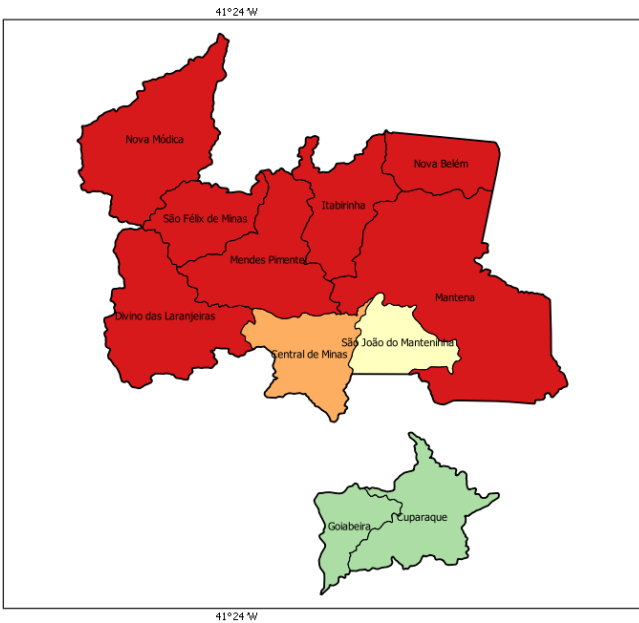 41°24'W
Nova Módica
Nova Belém
Itabirinha
São Félix de Minas
Mendes Pimente
Mantena
Divino das Laranjeiras
São João do Manteninha
Central de Minas
Cuparaque
Goiabeira
41°24'W